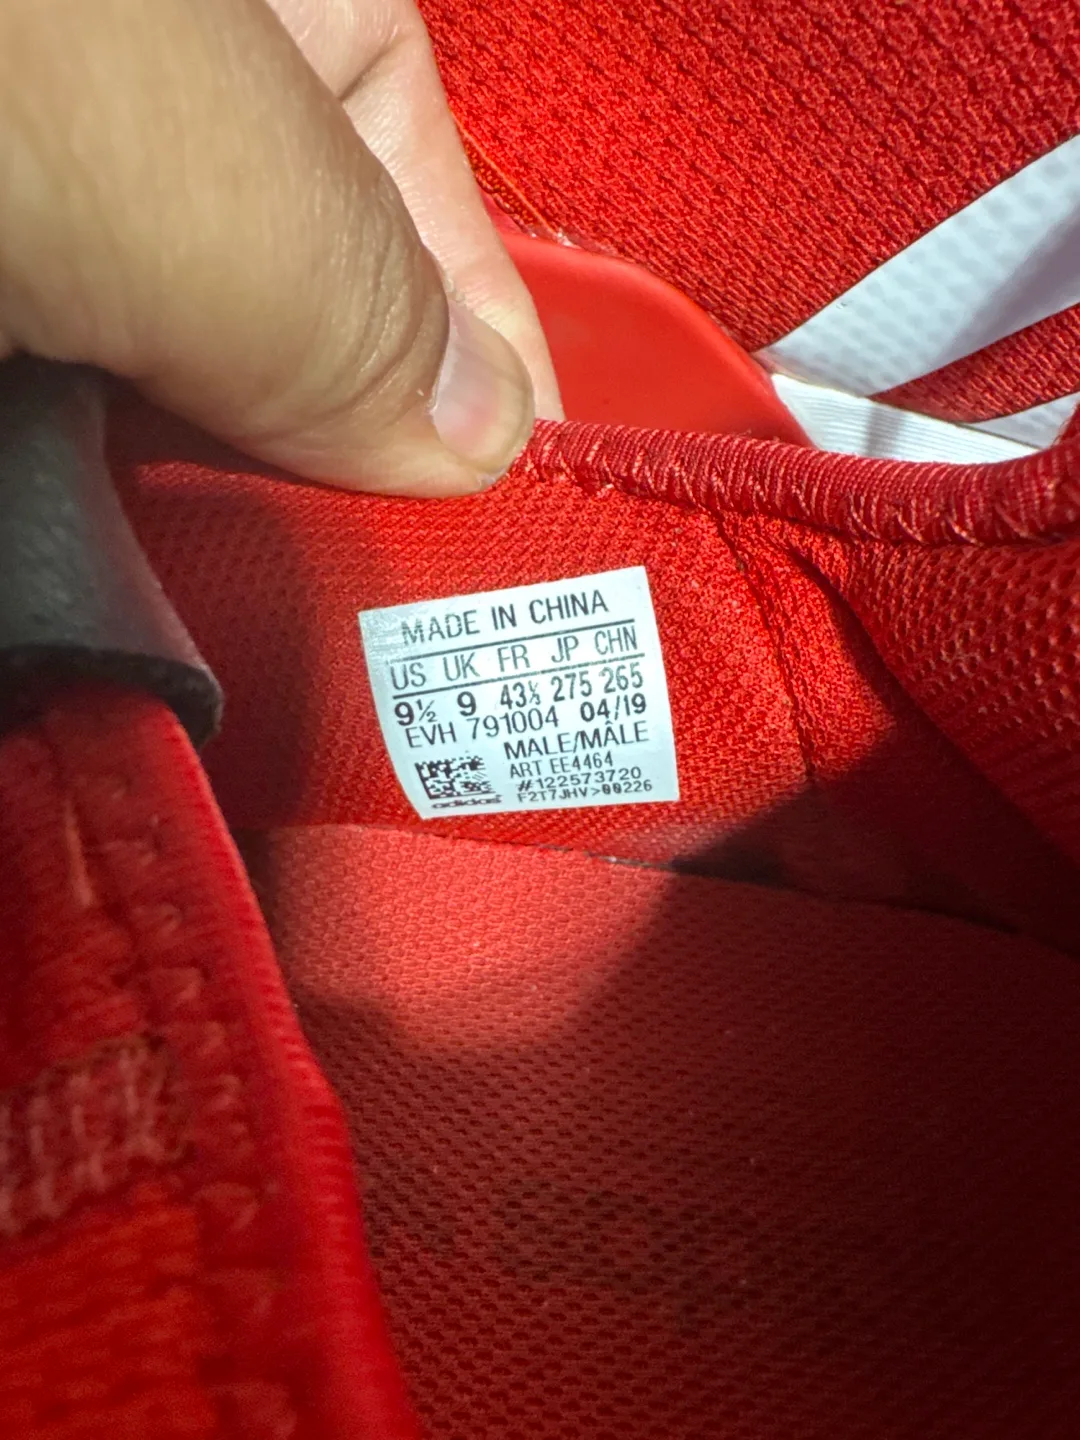 MADE IN CHINA
US UK FR JP CHN
9½ 9 43⅓ 275 265
EVH 791004 04/19
MALE/MÂLE
ART EE4464
#122573720
F2T7JHV>00226
adidas